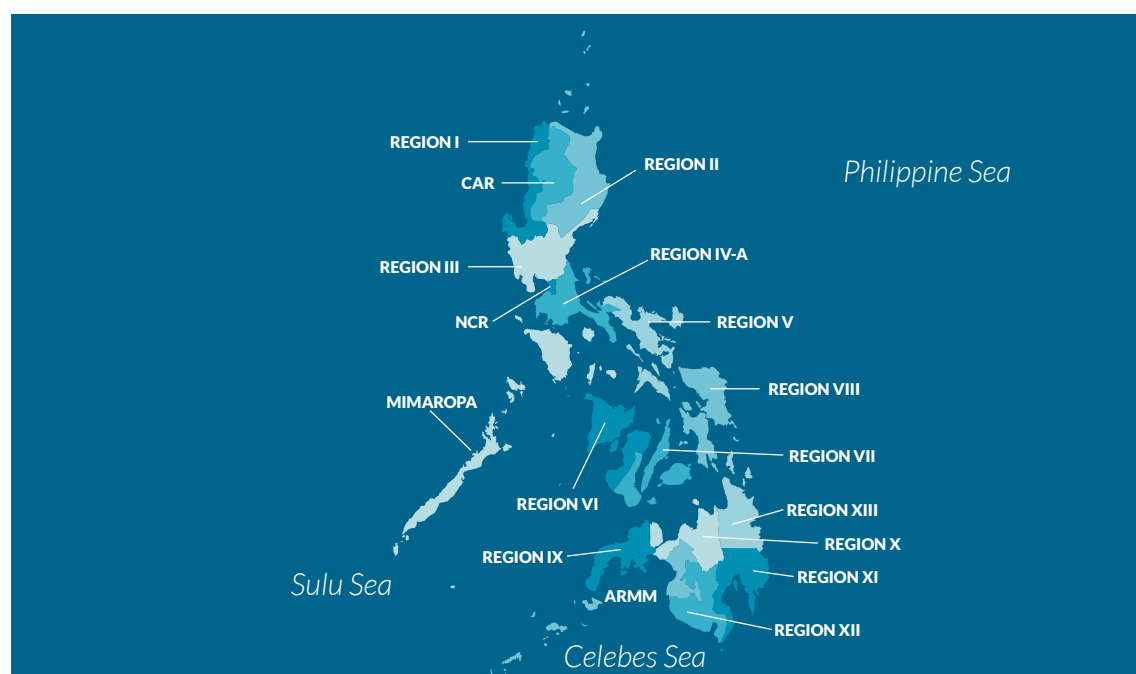 REGION I
REGION II
Philippine Sea
CAR
REGION IV-A
REGION III
NCR
REGION V
REGION VIII
MIMAROPA
REGION VII
REGION VI
REGION XIII
REGION X
REGION IX
REGION XI
Sulu Sea
ARMM
REGION XII
Celebes Sea